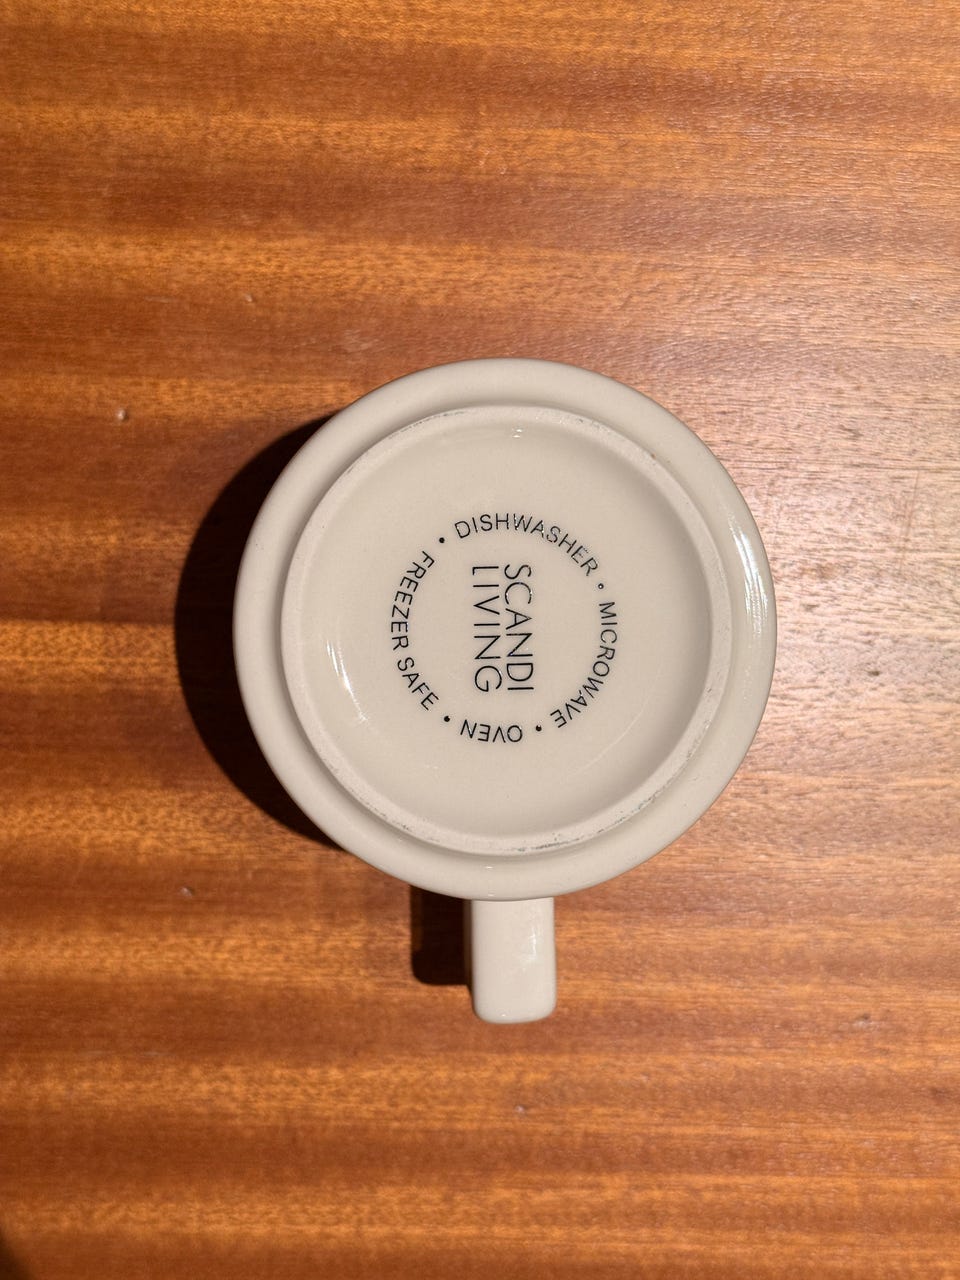 SCANDI
LIVING
DISHWASHER • MICROWAVE • OVEN • FREEZER SAFE •